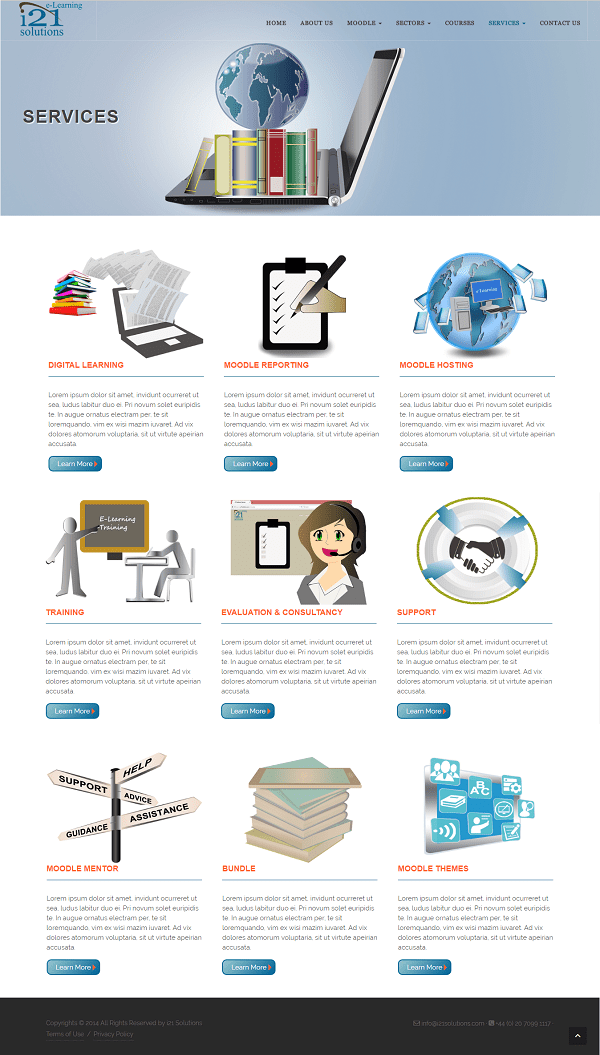 e-Learning
i21
solutions
HOME ABOUT US MOODLE SECTORS COURSES SERVICES CONTACT US
SERVICES
e'Learning
DIGITAL LEARNING MOODLE REPORTING MOODLE HOSTING
Lorem ipsum dolor sit amet, invidunt ocurreret ut
sea, ludus labitur duo ei. Pri novum solet euripidis
te. In augue ornatus electram per, te sit
loremquando, vim ex wisi mazim iuvaret. Ad vix
dolores atomorum voluptaria, sit ut virtute apeirian
accusata.
Learn More
Lorem ipsum dolor sit amet, invidunt ocurreret ut
sea, ludus labitur duo ei. Pri novum solet euripidis
te. In augue ornatus electram per, te sit
loremquando, vim ex wisi mazim iuvaret. Ad vix
dolores atomorum voluptaria, sit ut virtute apeirian
accusata.
Learn More
Lorem ipsum dolor sit amet, invidunt ocurreret ut
sea, ludus labitur duo ei. Pri novum solet euripidis
te. In augue ornatus electram per, te sit
loremquando, vim ex wisi mazim iuvaret. Ad vix
dolores atomorum voluptaria, sit ut virtute apeirian
accusata.
Learn More
E-Learning
Training
i21
TRAINING EVALUATION & CONSULTANCY SUPPORT
Lorem ipsum dolor sit amet, invidunt ocurreret ut
sea, ludus labitur duo ei. Pri novum solet euripidis
te. In augue ornatus electram per, te sit
loremquando, vim ex wisi mazim iuvaret. Ad vix
dolores atomorum voluptaria, sit ut virtute apeirian
accusata.
Learn More
Lorem ipsum dolor sit amet, invidunt ocurreret ut
sea, ludus labitur duo ei. Pri novum solet euripidis
te. In augue ornatus electram per, te sit
loremquando, vim ex wisi mazim iuvaret. Ad vix
dolores atomorum voluptaria, sit ut virtute apeirian
accusata.
Learn More
Lorem ipsum dolor sit amet, invidunt ocurreret ut
sea, ludus labitur duo ei. Pri novum solet euripidis
te. In augue ornatus electram per, te sit
loremquando, vim ex wisi mazim iuvaret. Ad vix
dolores atomorum voluptaria, sit ut virtute apeirian
accusata.
Learn More
HELP
SUPPORT
ADVICE
ASSISTANCE
GUIDANCE
A
B C
MOODLE MENTOR BUNDLE MOODLE THEMES
Lorem ipsum dolor sit amet, invidunt ocurreret ut
sea, ludus labitur duo ei. Pri novum solet euripidis
te. In augue ornatus electram per, te sit
loremquando, vim ex wisi mazim iuvaret. Ad vix
dolores atomorum voluptaria, sit ut virtute apeirian
accusata.
Learn More
Lorem ipsum dolor sit amet, invidunt ocurreret ut
sea, ludus labitur duo ei. Pri novum solet euripidis
te. In augue ornatus electram per, te sit
loremquando, vim ex wisi mazim iuvaret. Ad vix
dolores atomorum voluptaria, sit ut virtute apeirian
accusata.
Learn More
Lorem ipsum dolor sit amet, invidunt ocurreret ut
sea, ludus labitur duo ei. Pri novum solet euripidis
te. In augue ornatus electram per, te sit
loremquando, vim ex wisi mazim iuvaret. Ad vix
dolores atomorum voluptaria, sit ut virtute apeirian
accusata.
Learn More
Copyrights © 2014 All Rights Reserved by i21 Solutions
Terms of Use / Privacy Policy
info@i21solutions.com · +44 (0) 20 7099 1117 ·